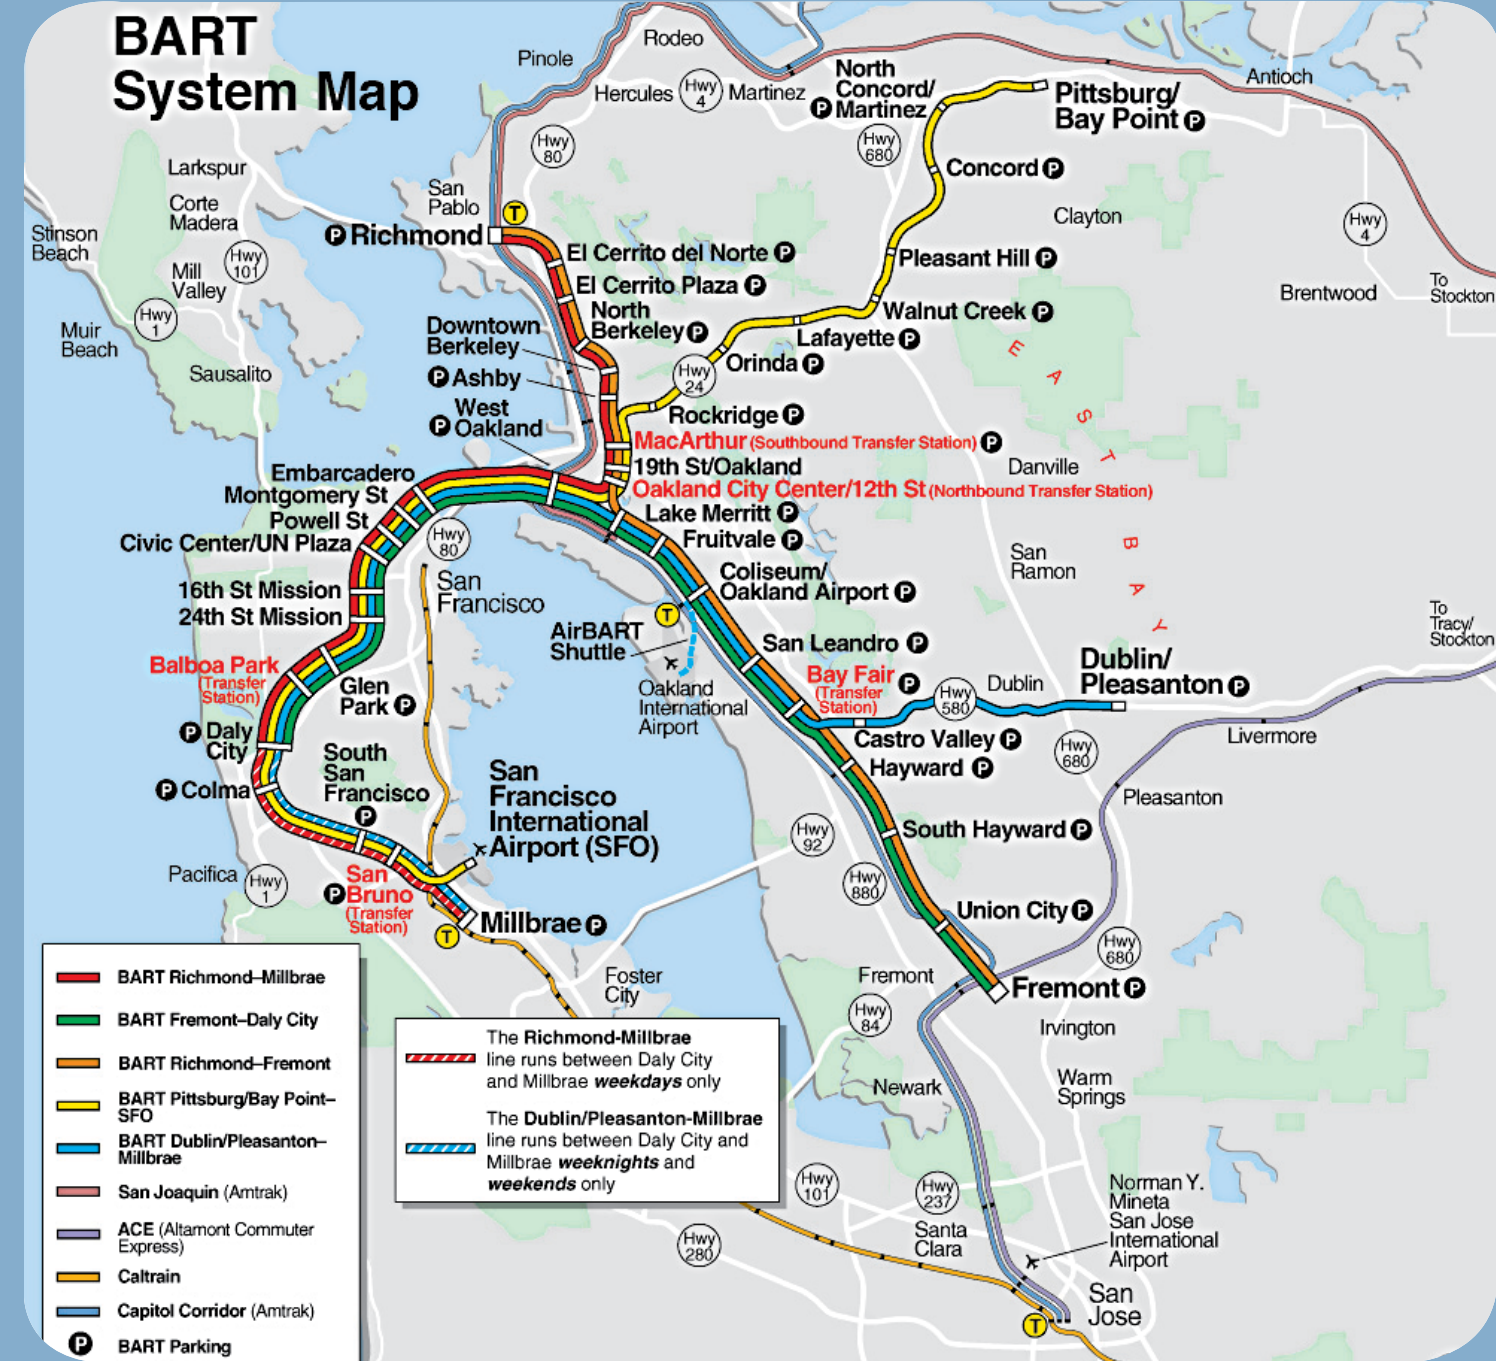 BART
System Map
Pinole
Rodeo
Hercules
Hwy
4
Martinez
North
Concord/
P Martinez
Pittsburg/
Bay Point P
Antioch
Hwy
80
Hwy
680
Concord P
Larkspur
Corte
Madera
San
Pablo
T
Clayton
Hwy
4
Stinson
Beach
P Richmond
El Cerrito del Norte P
Pleasant Hill P
Hwy
101
Mill
Valley
El Cerrito Plaza P
Brentwood
To
Stockton
Hwy
1
North
Berkeley P
Walnut Creek P
Muir
Beach
Downtown
Berkeley
Lafayette P
Orinda P
Sausalito
P Ashby
Hwy
24
EAST BAY
West
P Oakland
Rockridge P
MacArthur (Southbound Transfer Station) P
19th St/Oakland
Danville
Embarcadero
Oakland City Center/12th St (Northbound Transfer Station)
Montgomery St
Powell St
Lake Merritt P
Civic Center/UN Plaza
Hwy
80
Fruitvale P
San
Ramon
16th St Mission
San
Francisco
Coliseum/
Oakland Airport P
24th St Mission
T
To
Tracy/
Stockton
AirBART
Shuttle
San Leandro P
Balboa Park
(Transfer
Station)
Bay Fair P
(Transfer
Station)
Dublin/
Pleasanton P
Glen
Park P
Oakland
International
Airport
Hwy
580
Dublin
P Daly
City
Castro Valley P
Livermore
South
San
Francisco
P
Hayward P
Hwy
680
P Colma
San
Francisco
International
Airport (SFO)
Pleasanton
Hwy
92
South Hayward P
Pacifica
Hwy
1
P San
Bruno
(Transfer
Station)
Hwy
880
Millbrae P
T
Union City P
Hwy
680
Foster
City
Fremont
Fremont P
Hwy
84
Irvington
Newark
Warm
Springs
BART Richmond–Millbrae
BART Fremont–Daly City
BART Richmond–Fremont
BART Pittsburg/Bay Point–
SFO
BART Dublin/Pleasanton–
Millbrae
San Joaquin (Amtrak)
ACE (Altamont Commuter
Express)
Caltrain
Capitol Corridor (Amtrak)
P BART Parking
The Richmond-Millbrae
line runs between Daly City
and Millbrae weekdays only
The Dublin/Pleasanton-Millbrae
line runs between Daly City and
Millbrae weeknights and
weekends only
Hwy
101
Hwy
237
Hwy
280
Santa
Clara
Norman Y.
Mineta
San Jose
International
Airport
San
Jose
T